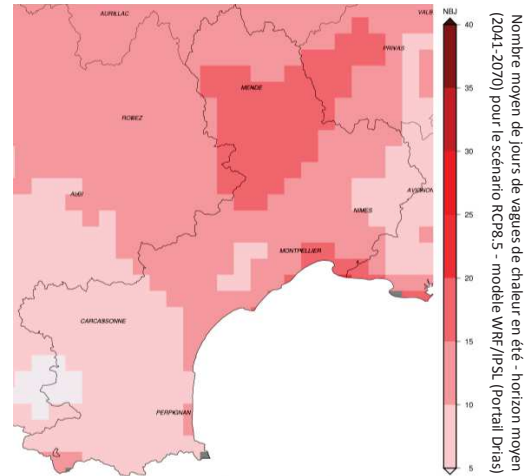 AURILLAC
VALB
NBJ
40
PRIVAS
35
MENDE
RODEZ
30
25
AlBI
AVIGNON
NIMES
MONTPELLIER
20
CARCASSONNE
15
10
PERPIGNAN
5
Nombre moyen de jours de vagues de chaleur en été - horizon moyen
(2041-2070) pour le scénario RCP8.5 - modèle WRF/IPSL (Portail Drias)